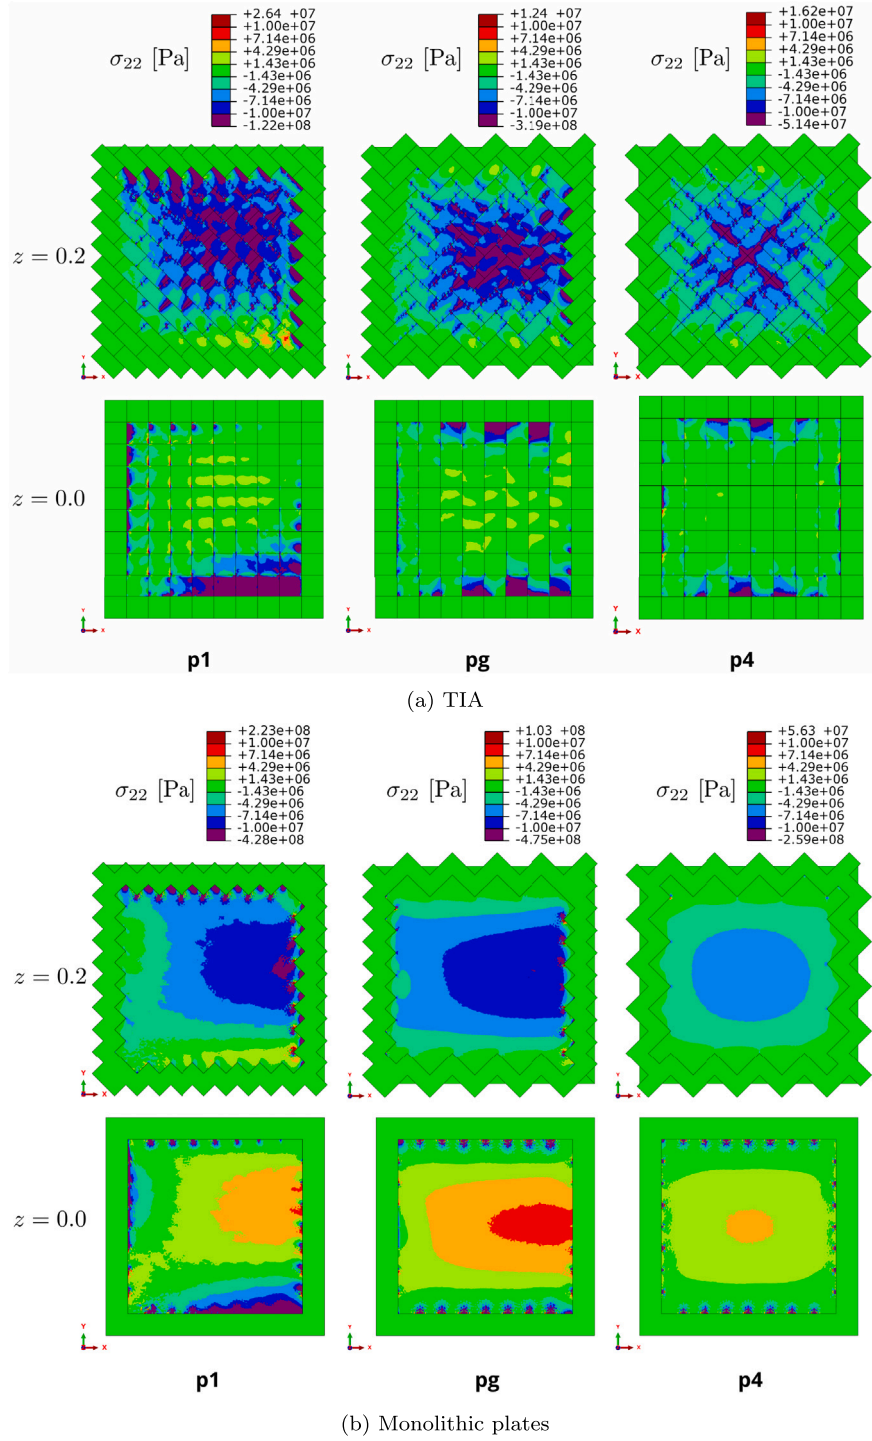 σ22 [Pa]
+2.64 +07
+1.00e+07
+7.14e+06
+4.29e+06
+1.43e+06
-1.43e+06
-4.29e+06
-7.14e+06
-1.00e+07
-1.22e+08
σ22 [Pa]
+1.24 +07
+1.00e+07
+7.14e+06
+4.29e+06
+1.43e+06
-1.43e+06
-4.29e+06
-7.14e+06
-1.00e+07
-3.19e+08
σ22 [Pa]
+1.62e+07
+1.00e+07
+7.14e+06
+4.29e+06
+1.43e+06
-1.43e+06
-4.29e+06
-7.14e+06
-1.00e+07
-5.14e+07
z = 0.2
Y X
Y X
Y X
z = 0.0
Y X
Y X
Y X
p1 pg p4
(a) TIA
σ22 [Pa]
+2.23e+08
+1.00e+07
+7.14e+06
+4.29e+06
+1.43e+06
-1.43e+06
-4.29e+06
-7.14e+06
-1.00e+07
-4.28e+08
σ22 [Pa]
+1.03 +08
+1.00e+07
+7.14e+06
+4.29e+06
+1.43e+06
-1.43e+06
-4.29e+06
-7.14e+06
-1.00e+07
-4.75e+08
σ22 [Pa]
+5.63 +07
+1.00e+07
+7.14e+06
+4.29e+06
+1.43e+06
-1.43e+06
-4.29e+06
-7.14e+06
-1.00e+07
-2.59e+08
z = 0.2
Y X
Y X
Y X
z = 0.0
Y X
Y X
Y X
p1 pg p4
(b) Monolithic plates